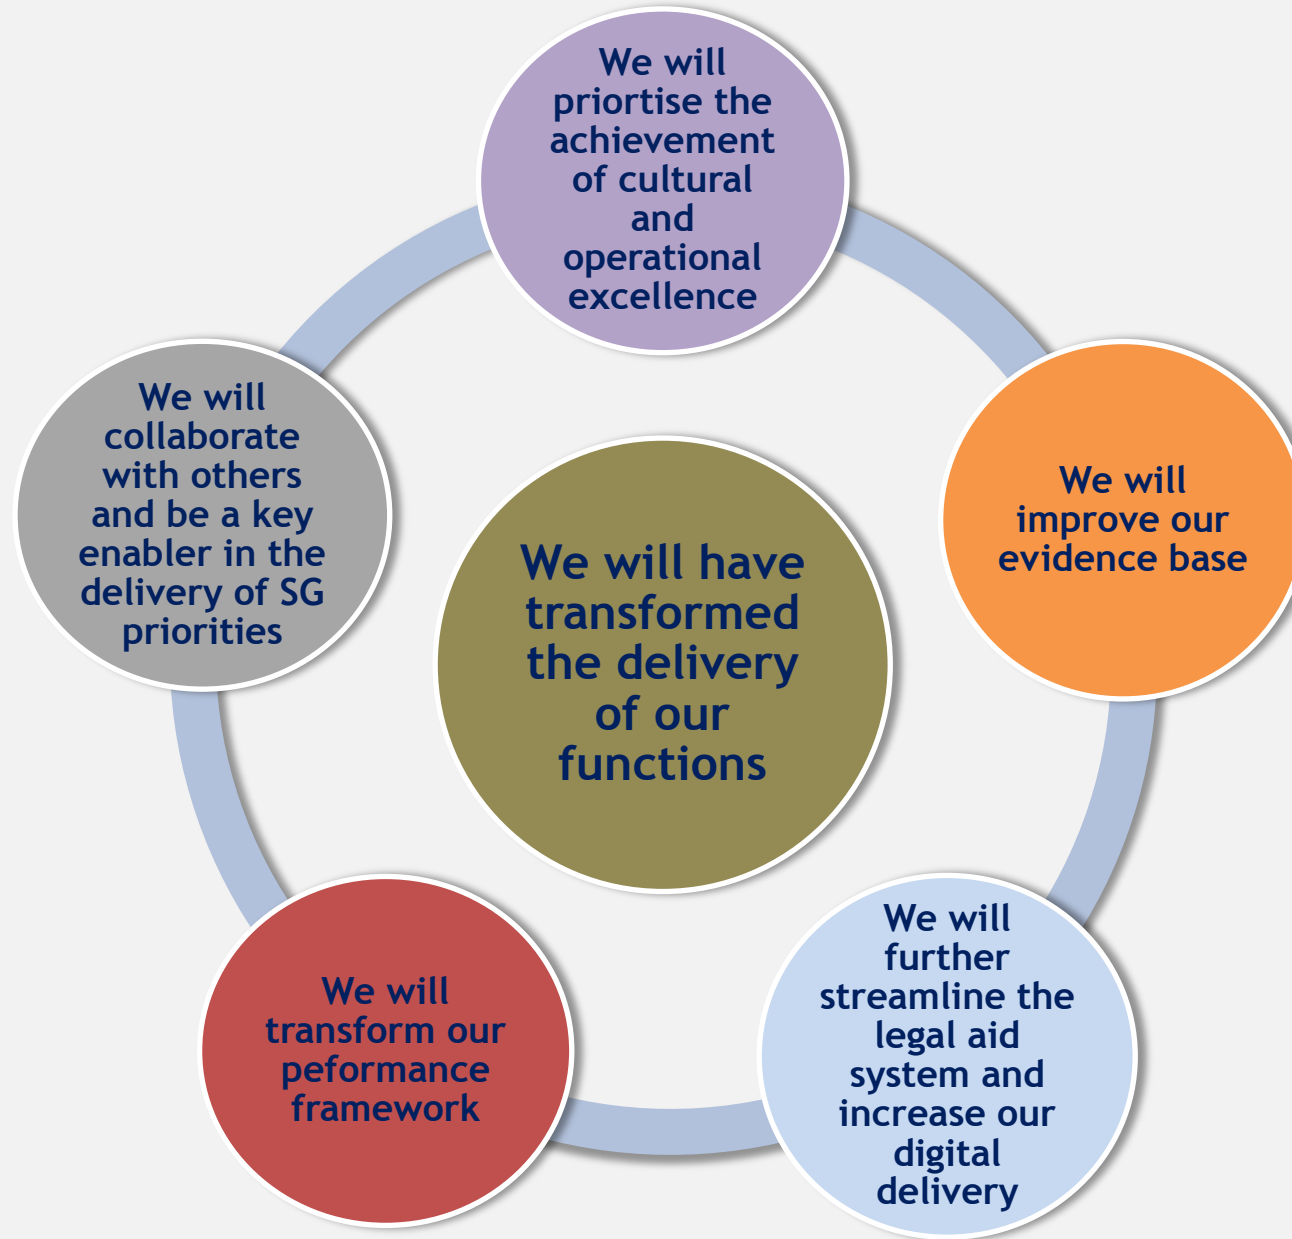 We will
priortise the
achievement
of cultural
and
operational
excellence
We will
improve our
evidence base
We will
further
streamline the
legal aid
system and
increase our
digital
delivery
We will
transform our
peformance
framework
We will
collaborate
with others
and be a key
enabler in the
delivery of SG
priorities
We will have
transformed
the delivery
of our
functions